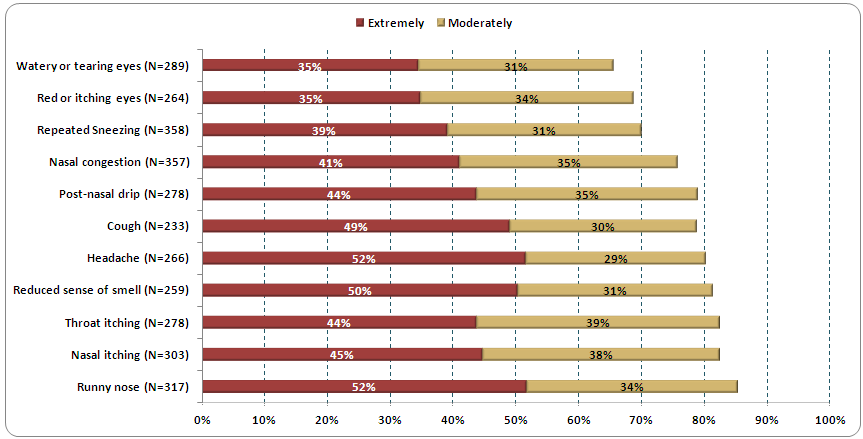 Extremely Moderately
Watery or tearing eyes (N=289) 35% 31%
Red or itching eyes (N=264) 35% 34%
Repeated Sneezing (N=358) 39% 31%
Nasal congestion (N=357) 41% 35%
Post-nasal drip (N=278) 44% 35%
Cough (N=233) 49% 30%
Headache (N=266) 52% 29%
Reduced sense of smell (N=259) 50% 31%
Throat itching (N=278) 44% 39%
Nasal itching (N=303) 45% 38%
Runny nose (N=317) 52% 34%
0% 10% 20% 30% 40% 50% 60% 70% 80% 90% 100%